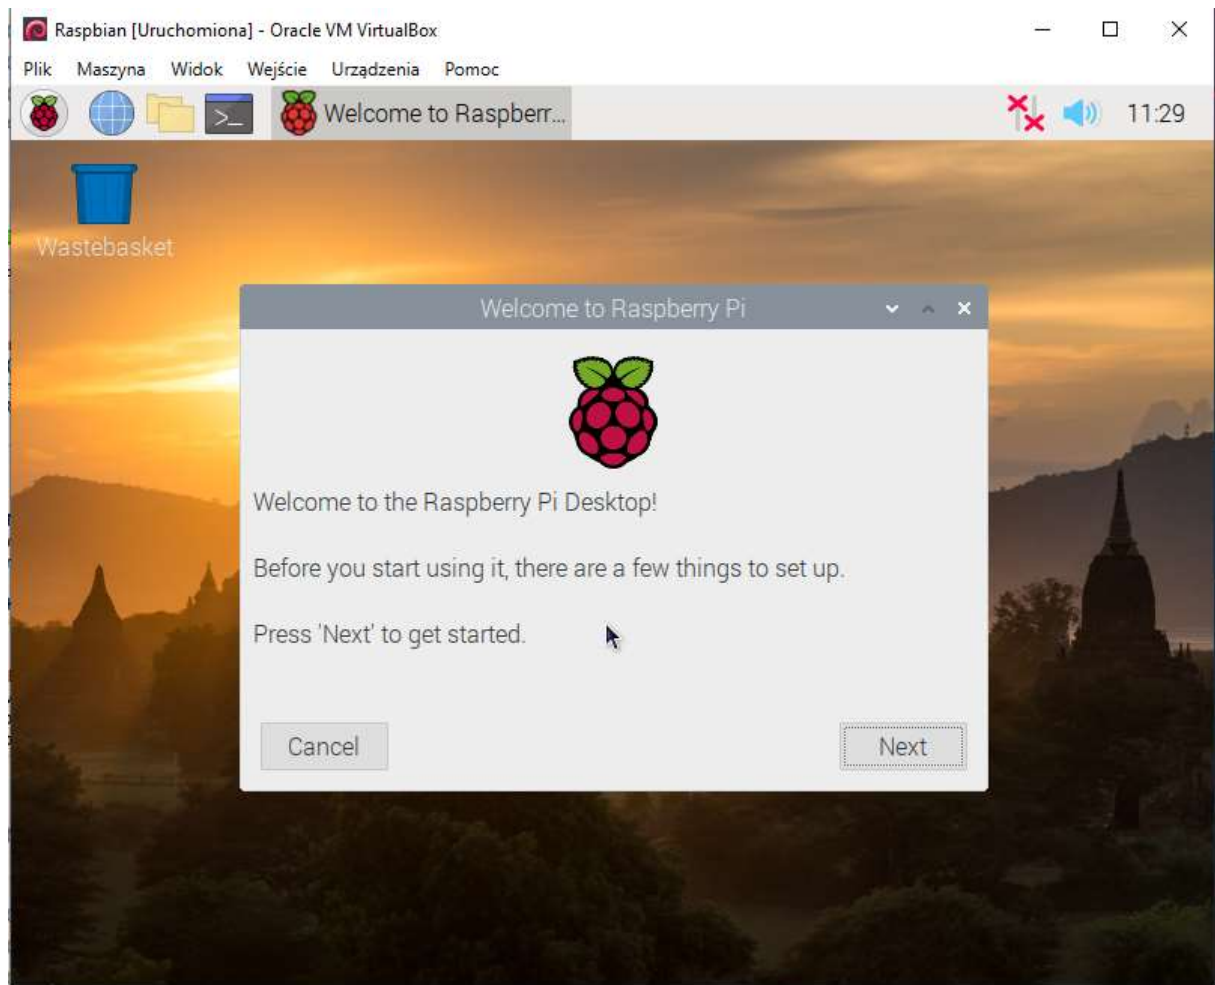 Raspbian [Uruchomiona] - Oracle VM VirtualBox
Plik Maszyna Widok Wejście Urządzenia Pomoc
>_ Welcome to Raspberr... 11:29
Wastebasket
Welcome to Raspberry Pi
Welcome to the Raspberry Pi Desktop!
Before you start using it, there are a few things to set up.
Press 'Next' to get started.
Cancel Next